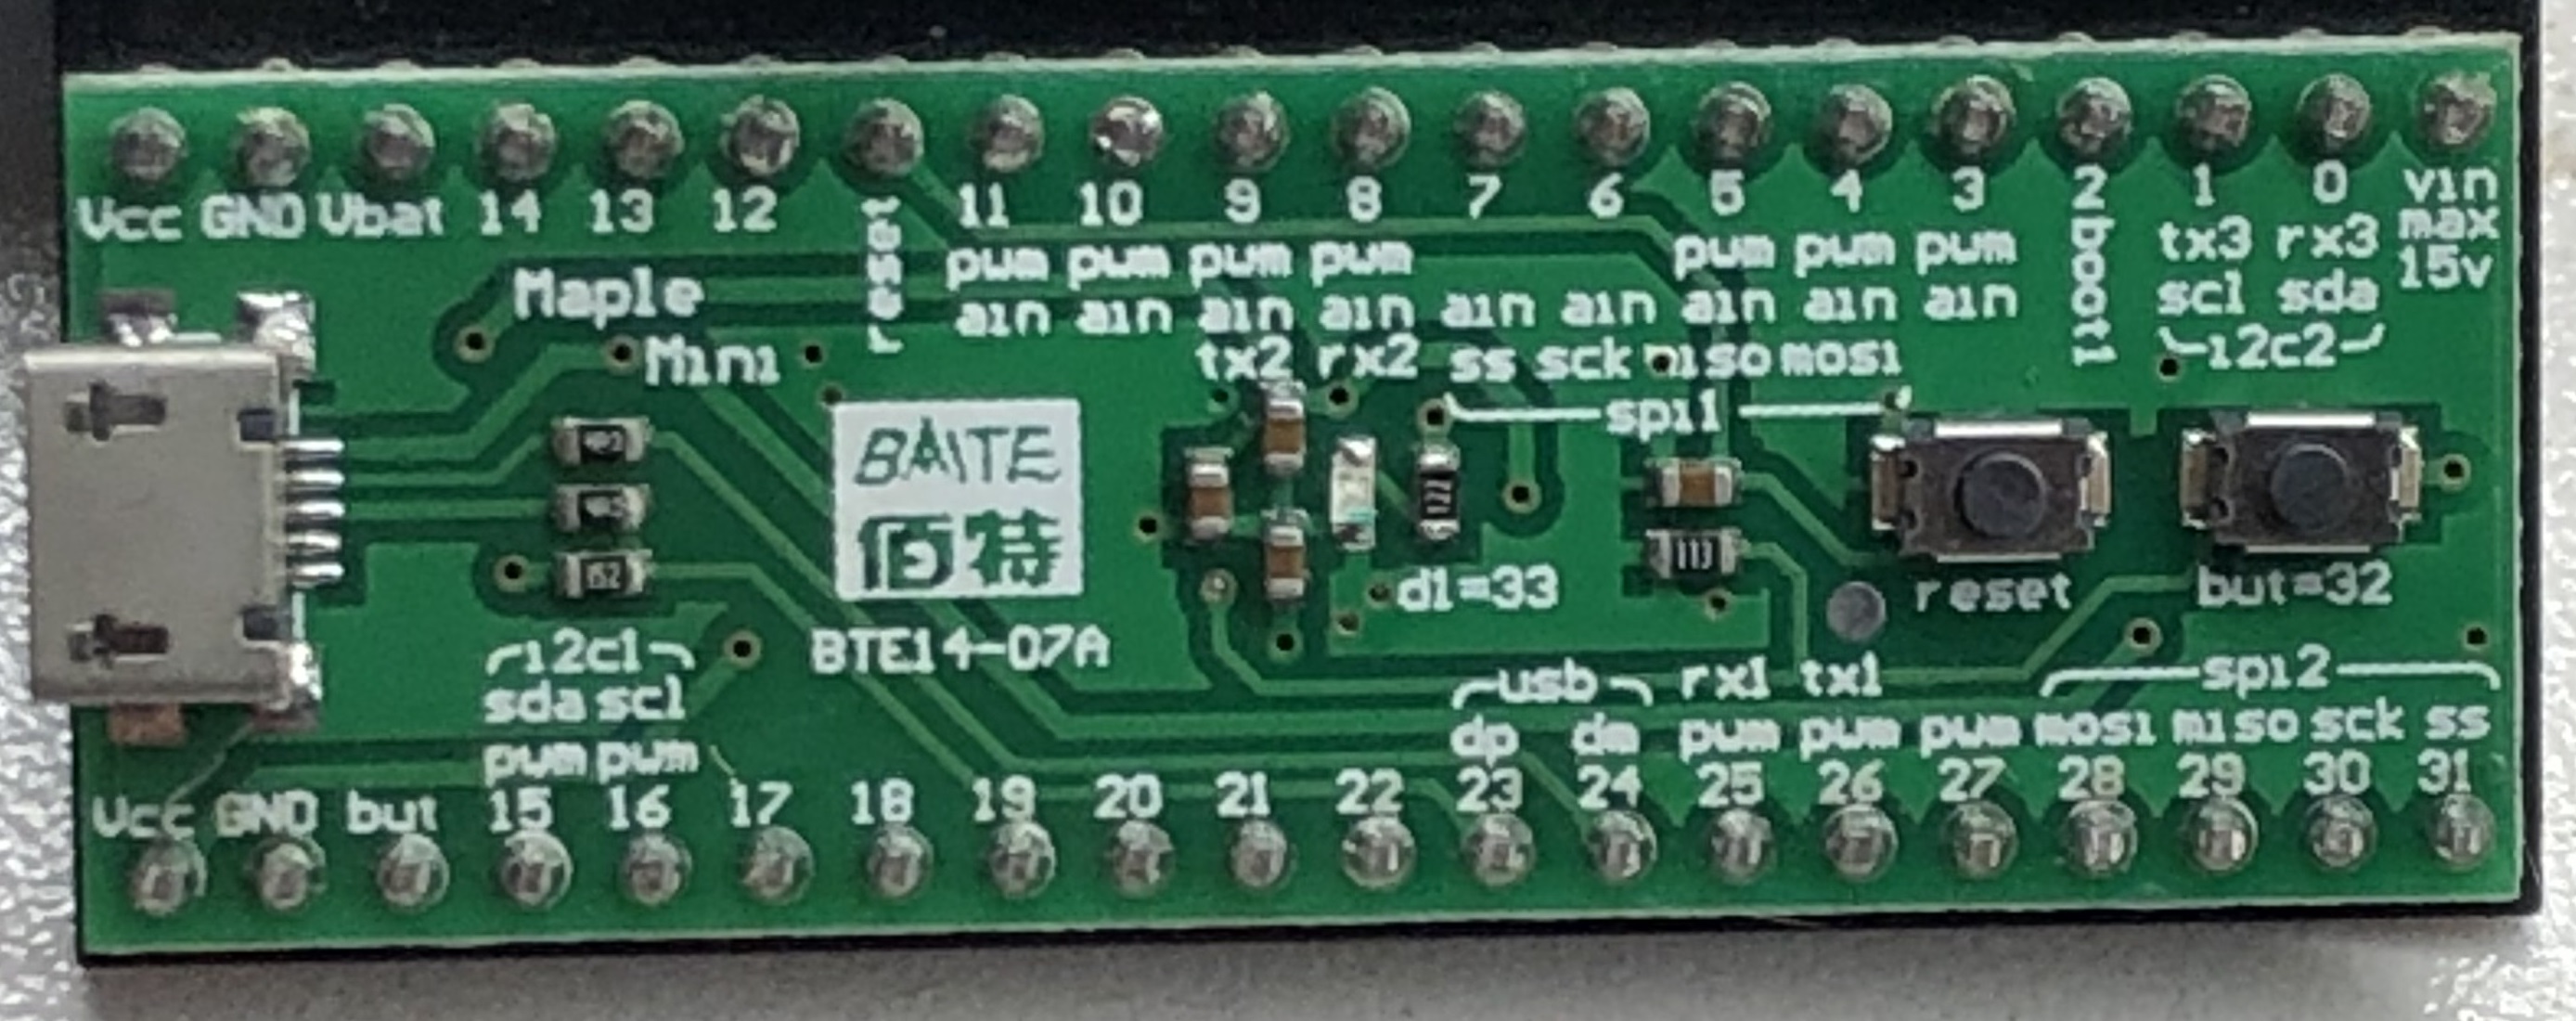 Vcc GND Vbat 14 13 12 reset 11 10 9 8 7 6 5 4 3 2 1 0 vin
pwm pwm pwm pwm pwm pwm pwm boot1 tx3 rx3 max
ain ain ain ain ain ain ain ain ain scl sda 15v
tx2 rx2 ss sck miso mosi i2c2
spi1
Maple
Mini
BAITE
佰特
BTE14-07A
122
113
d1=33
reset
but=32
i2c1
sda scl
pwm pwm
usb rx1 tx1 spi2
dp dm pwm pwm pwm mosi miso sck ss
Vcc GND but 15 16 17 18 19 20 21 22 23 24 25 26 27 28 29 30 31